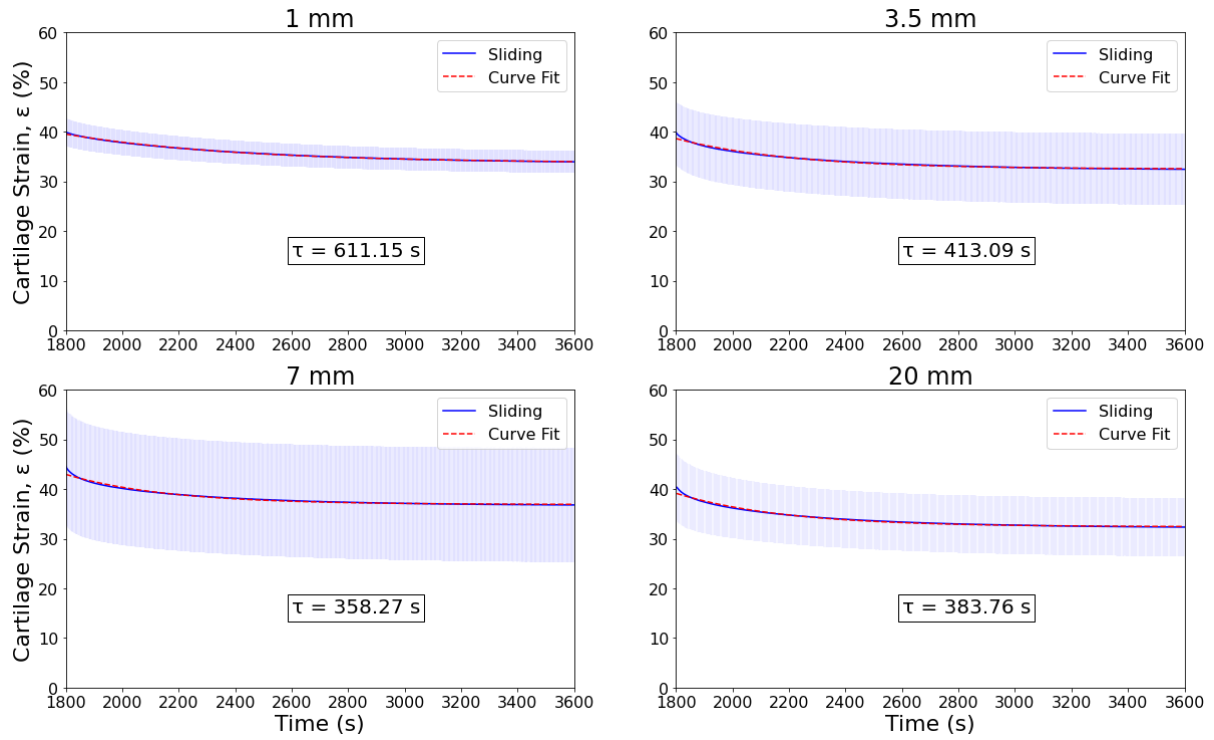 1 mm
Cartilage Strain, ε (%)
60
50
40
30
20
10
0
Sliding
Curve Fit
τ = 611.15 s
1800 2000 2200 2400 2600 2800 3000 3200 3400 3600
3.5 mm
60
50
40
30
20
10
0
Sliding
Curve Fit
τ = 413.09 s
1800 2000 2200 2400 2600 2800 3000 3200 3400 3600
7 mm
Cartilage Strain, ε (%)
60
50
40
30
20
10
0
Sliding
Curve Fit
τ = 358.27 s
1800 2000 2200 2400 2600 2800 3000 3200 3400 3600
Time (s)
20 mm
60
50
40
30
20
10
0
Sliding
Curve Fit
τ = 383.76 s
1800 2000 2200 2400 2600 2800 3000 3200 3400 3600
Time (s)